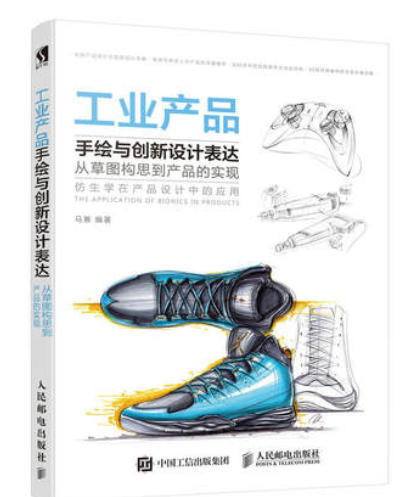 工业产品
手绘与创新设计表达
从草图构思到产品的实现
仿生学在产品设计中的应用
THE APPLICATION OF BIONICS IN PRODUCTS
马赛 编著
中国工信出版集团
人民邮电出版社
工业产品手绘与创新设计表达
从草图构思到
产品的实现
人民邮电出版社